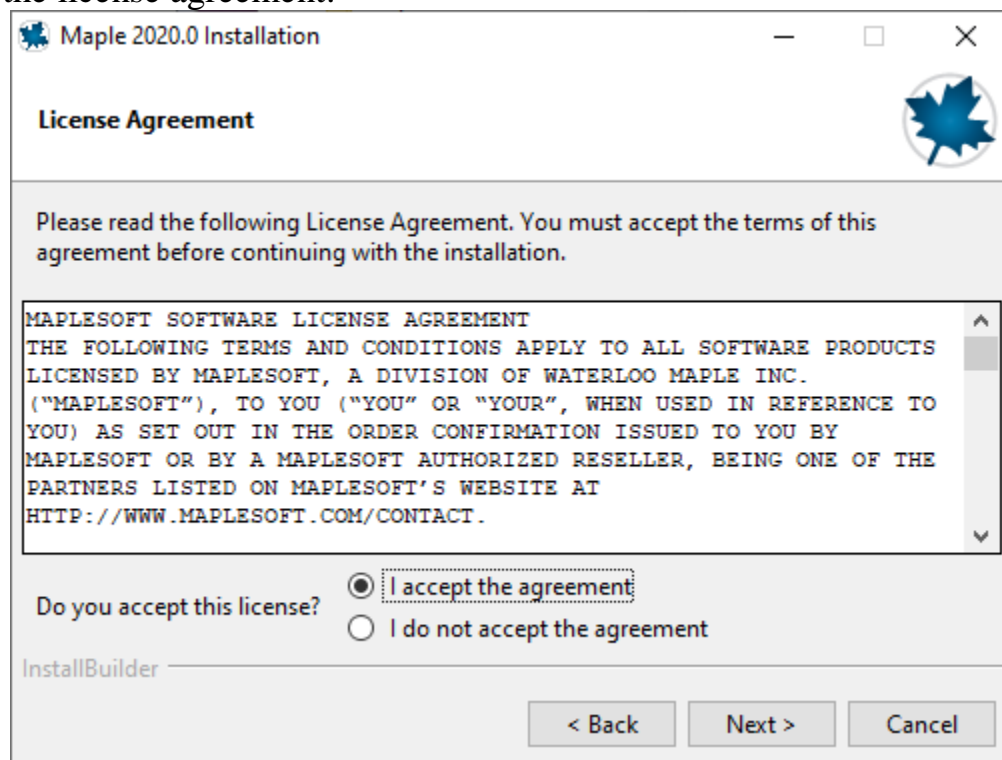 the license agreement.
Maple 2020.0 Installation
License Agreement
Please read the following License Agreement. You must accept the terms of this
agreement before continuing with the installation.
MAPLESOFT SOFTWARE LICENSE AGREEMENT
THE FOLLOWING TERMS AND CONDITIONS APPLY TO ALL SOFTWARE PRODUCTS
LICENSED BY MAPLESOFT, A DIVISION OF WATERLOO MAPLE INC.
(“MAPLESOFT”), TO YOU (“YOU” OR “YOUR”, WHEN USED IN REFERENCE TO
YOU) AS SET OUT IN THE ORDER CONFIRMATION ISSUED TO YOU BY
MAPLESOFT OR BY A MAPLESOFT AUTHORIZED RESELLER, BEING ONE OF THE
PARTNERS LISTED ON MAPLESOFT’S WEBSITE AT
HTTP://WWW.MAPLESOFT.COM/CONTACT.
Do you accept this license?
I accept the agreement
I do not accept the agreement
InstallBuilder
< Back Next > Cancel